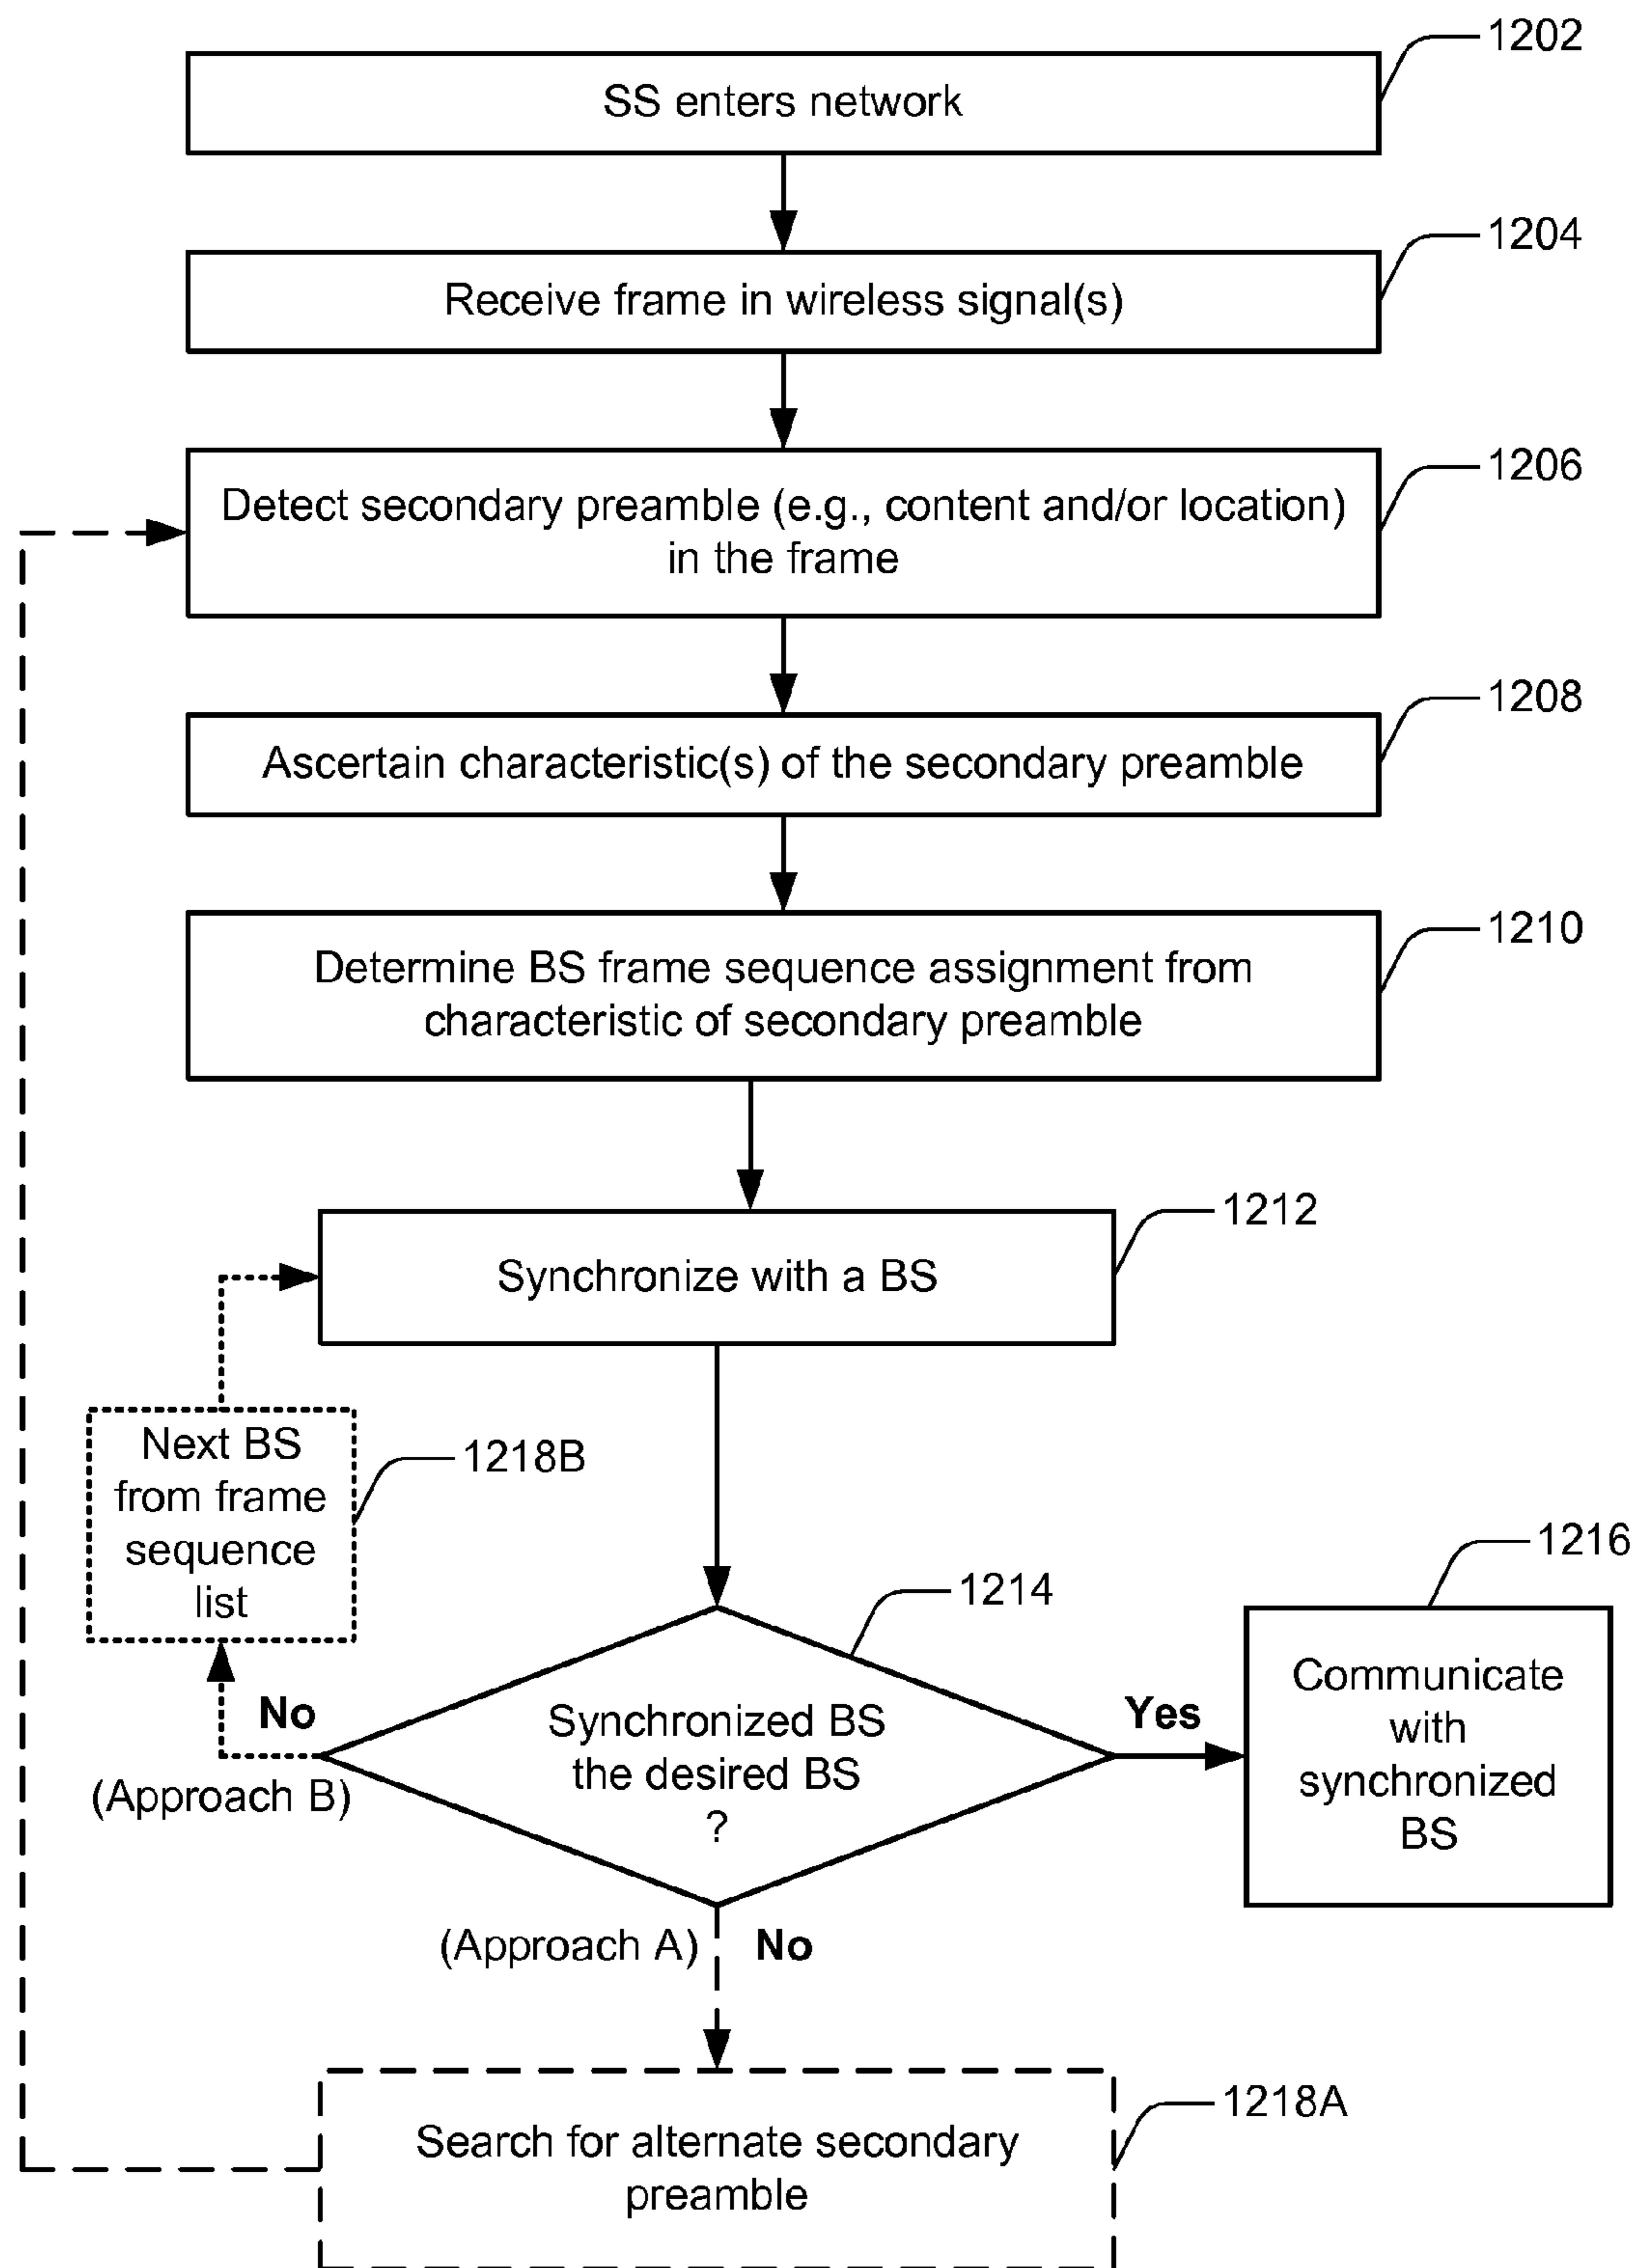 1202
SS enters network
1204
Receive frame in wireless signal(s)
1206
Detect secondary preamble (e.g., content and/or location)
in the frame
1208
Ascertain characteristic(s) of the secondary preamble
1210
Determine BS frame sequence assignment from
characteristic of secondary preamble
1212
Synchronize with a BS
Next BS
from frame
sequence
list
1218B
1214
1216
Synchronized BS
the desired BS
?
No
(Approach B)
Yes
Communicate
with
synchronized
BS
(Approach A)
No
1218A
Search for alternate secondary
preamble